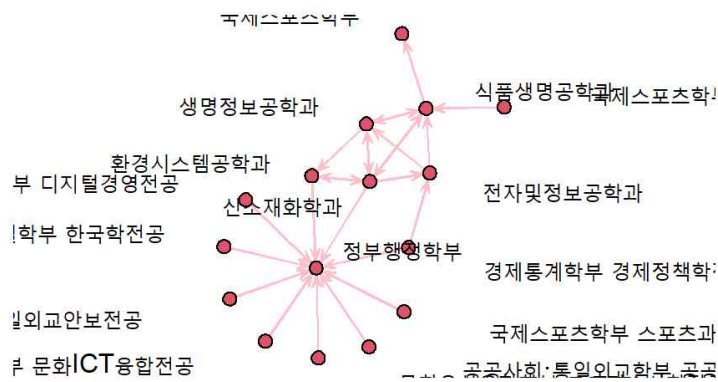 국제스포츠학부
식품생명공학과
국제스포츠학부
생명정보공학과
환경시스템공학과
부 디지털경영전공
전자및정보공학과
신소재화학과
학부 한국학전공
정부행정학부
경제통계학부 경제정책학
일외교안보전공
국제스포츠학부 스포츠과
부 문화ICT융합전공
공공사회·통일외교학부 공공